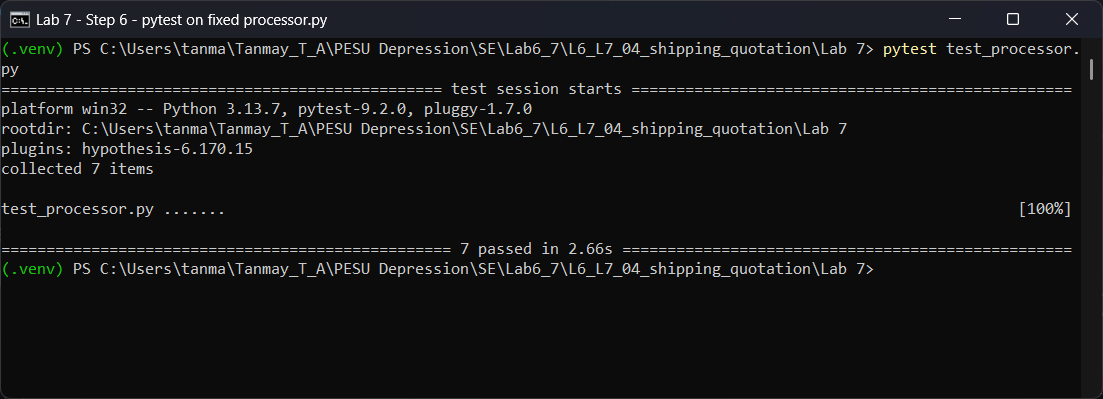 Lab 7 - Step 6 - pytest on fixed processor.py
(.venv) PS C:\Users\tanma\Tanmay_T_A\PESU Depression\SE\Lab6_7\L6_L7_04_shipping_quotation\Lab 7> pytest test_processor.
py
================================================= test session starts =================================================
platform win32 -- Python 3.13.7, pytest-9.2.0, pluggy-1.7.0
rootdir: C:\Users\tanma\Tanmay_T_A\PESU Depression\SE\Lab6_7\L6_L7_04_shipping_quotation\Lab 7
plugins: hypothesis-6.170.15
collected 7 items
test_processor.py ....... [100%]
================================================== 7 passed in 2.66s ==================================================
(.venv) PS C:\Users\tanma\Tanmay_T_A\PESU Depression\SE\Lab6_7\L6_L7_04_shipping_quotation\Lab 7>